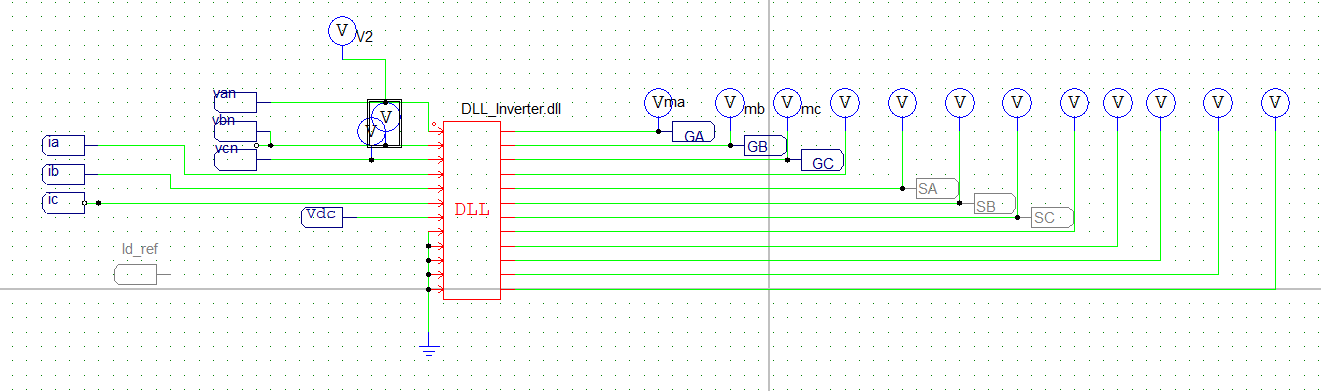 V
V2
van
DLL_Inverter.dll
V
ma
V
mb
V
mc
V
V
V
V
V
V
V
V
V
V
vbn
vcn
ia
ib
ic
GA
GB
GC
SA
SB
SC
Vdc
DLL
Id_ref